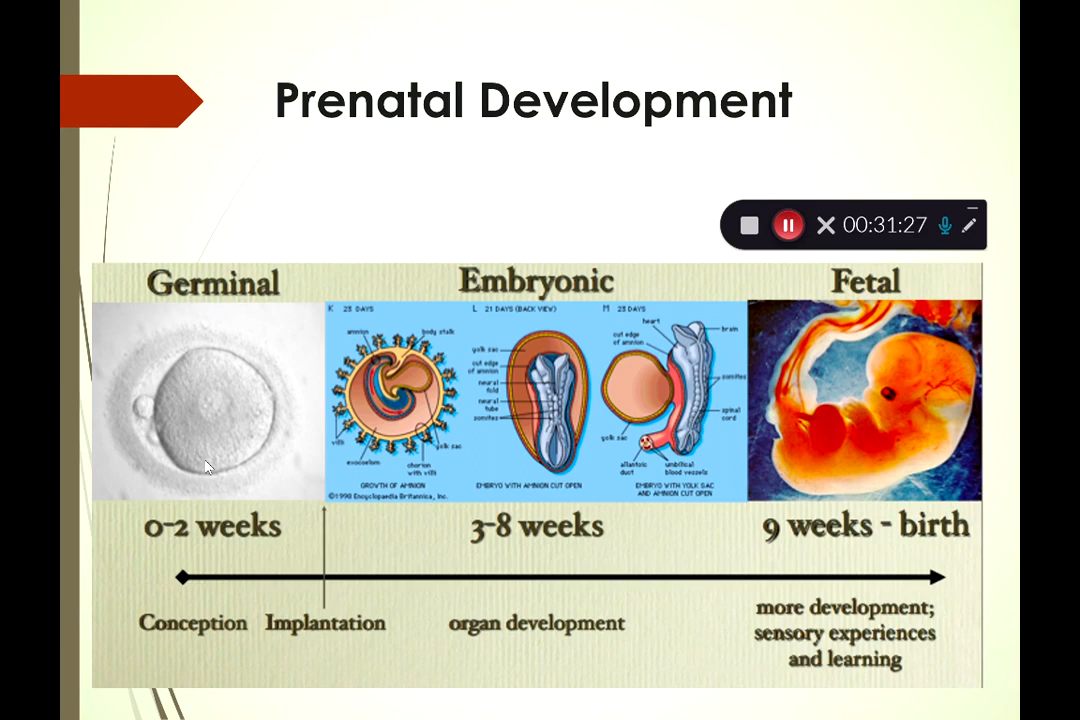 Prenatal Development
00:31:27
Germinal
Embryonic
Fetal
K 23 DAYS
amnion
body stalk
villi
exocoelom
chorion
with villi
yolk sac
GROWTH OF AMNION
©1998 Encyclopaedia Britannica, Inc.
L 21 DAYS (BACK VIEW)
yolk sac
cut edge
of amnion
neural
fold
neural
tube
somites
EMBRYO WITH AMNION CUT OPEN
M 23 DAYS
heart
cut edge
of amnion
brain
somites
spinal
cord
yolk sac
allantoic
duct
umbilical
blood vessels
EMBRYO WITH YOLK SAC
AND AMNION CUT OPEN
0-2 weeks
3-8 weeks
9 weeks - birth
Conception
Implantation
organ development
more development;
sensory experiences
and learning